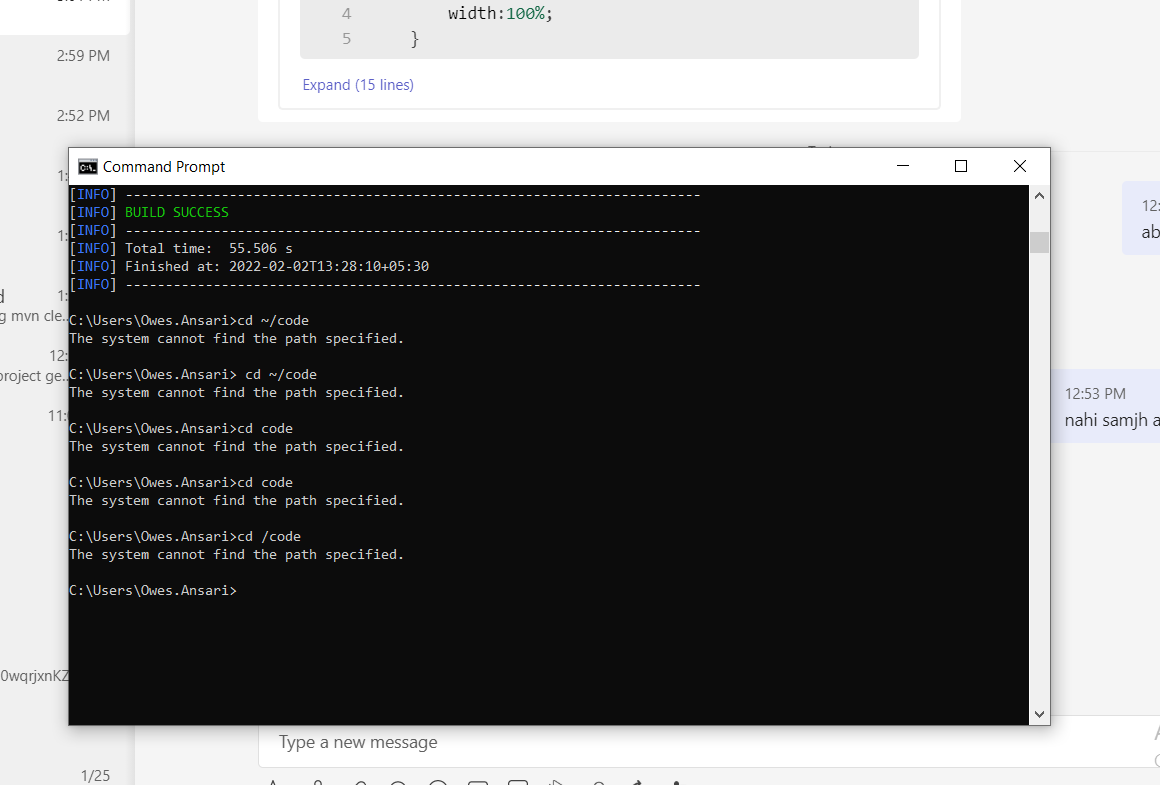 4 width:100%;
5 }
Expand (15 lines)
2:59 PM
2:52 PM
Command Prompt
[INFO] ------------------------------------------------------------------------
[INFO] BUILD SUCCESS
[INFO] ------------------------------------------------------------------------
[INFO] Total time:  55.506 s
[INFO] Finished at: 2022-02-02T13:28:10+05:30
[INFO] ------------------------------------------------------------------------
C:\Users\Owes.Ansari>cd ~/code
The system cannot find the path specified.
C:\Users\Owes.Ansari> cd ~/code
The system cannot find the path specified.
C:\Users\Owes.Ansari>cd code
The system cannot find the path specified.
C:\Users\Owes.Ansari>cd code
The system cannot find the path specified.
C:\Users\Owes.Ansari>cd /code
The system cannot find the path specified.
C:\Users\Owes.Ansari>
1:
1:
1:
g mvn cle...
12:
project ge...
11:
0wqrjxnKZ
1/25
12:
ab
12:53 PM
nahi samjh a
Type a new message